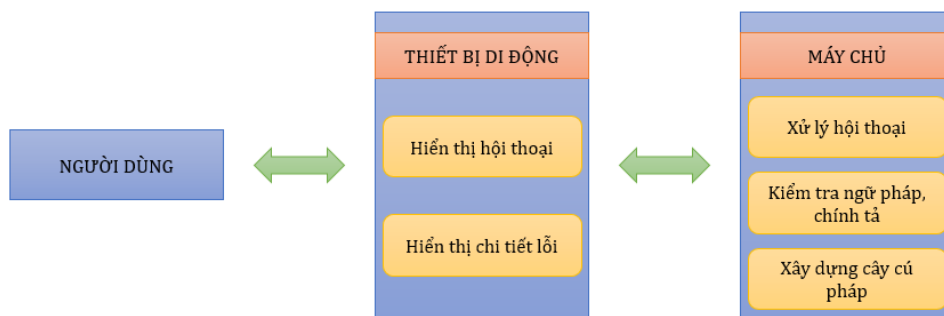 NGƯỜI DÙNG
THIẾT BỊ DI ĐỘNG
Hiển thị hội thoại
Hiển thị chi tiết lỗi
MÁY CHỦ
Xử lý hội thoại
Kiểm tra ngữ pháp,
chính tả
Xây dựng cây cú
pháp